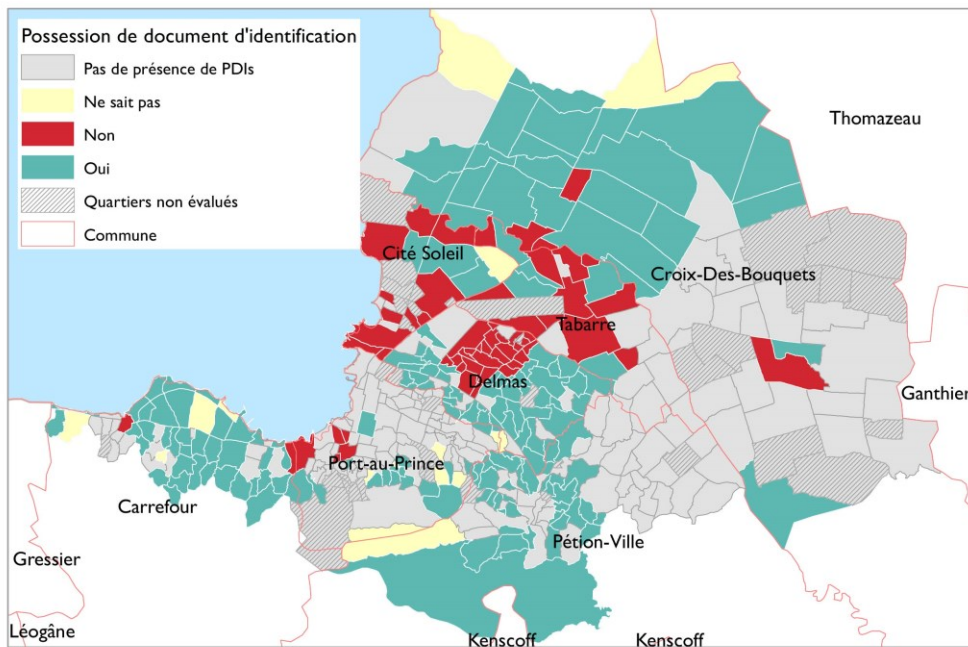 Possession de document d'identification
Pas de présence de PDIs
Ne sait pas
Non
Oui
Quartiers non évalués
Commune
Thomazeau
Cité Soleil
Croix-Des-Bouquets
Tabarre
Delmas
Ganthier
Port-au-Prince
Carrefour
Pétion-Ville
Gressier
Léogâne
Kenscoff
Kenscoff